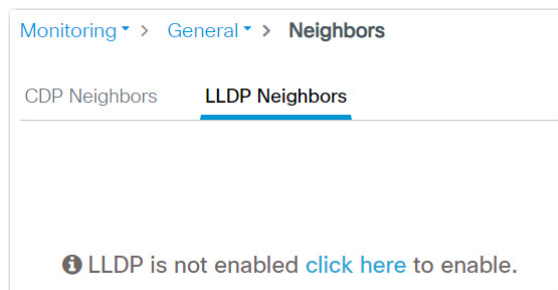 Monitoring > General > Neighbors
CDP Neighbors LLDP Neighbors
LLDP is not enabled click here to enable.